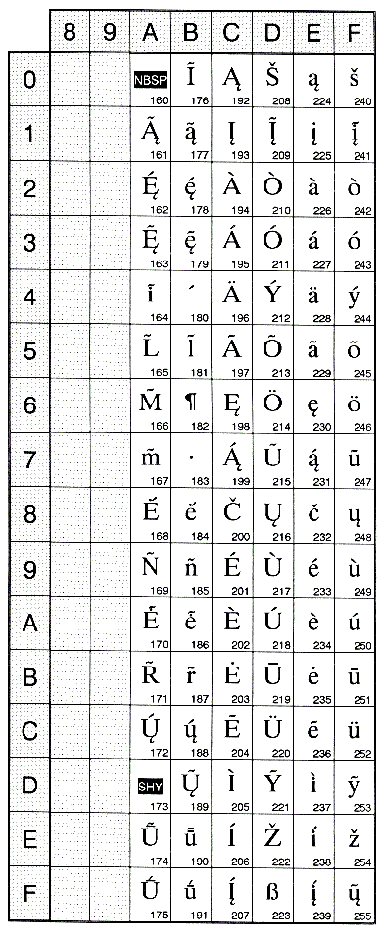 8 9 A B C D E F
0 NBSP Ĩ Ą Š ą š
160 176 192 208 224 240
1 Ą̃ ą̃ Į Į̃ į į̃
161 177 193 209 225 241
2 Ę́ ę́ À Ò à ò
162 178 194 210 226 242
3 Ę̃ ę̃ Á Ó á ó
163 179 195 211 227 243
4 i̇̃ ´ Ä Ý ä ý
164 180 196 212 228 244
5 L̃ l̃ Ã Õ ã õ
165 181 197 213 229 245
6 M̃ ¶ Ę Ö ę ö
166 182 198 214 230 246
7 m̃ · Ą́ Ũ ą́ ũ
167 183 199 215 231 247
8 Ė́ ė́ Č Ų č ų
168 184 200 216 232 248
9 Ñ ñ É Ù é ù
169 185 201 217 233 249
A Ė̃ ė̃ È Ú è ú
170 186 202 218 234 250
B R̃ r̃ Ė Ū ė ū
171 187 203 219 235 251
C Ų́ ų́ Ẽ Ü ẽ ü
172 188 204 220 236 252
D SHY Ų̃ Ì Ỹ ì ỹ
173 189 205 221 237 253
E Ū̃ ū̃ Í Ž í ž
174 190 206 222 238 254
F Ū́ ū́ Į́ ß į́ ų̃
175 191 207 223 239 255